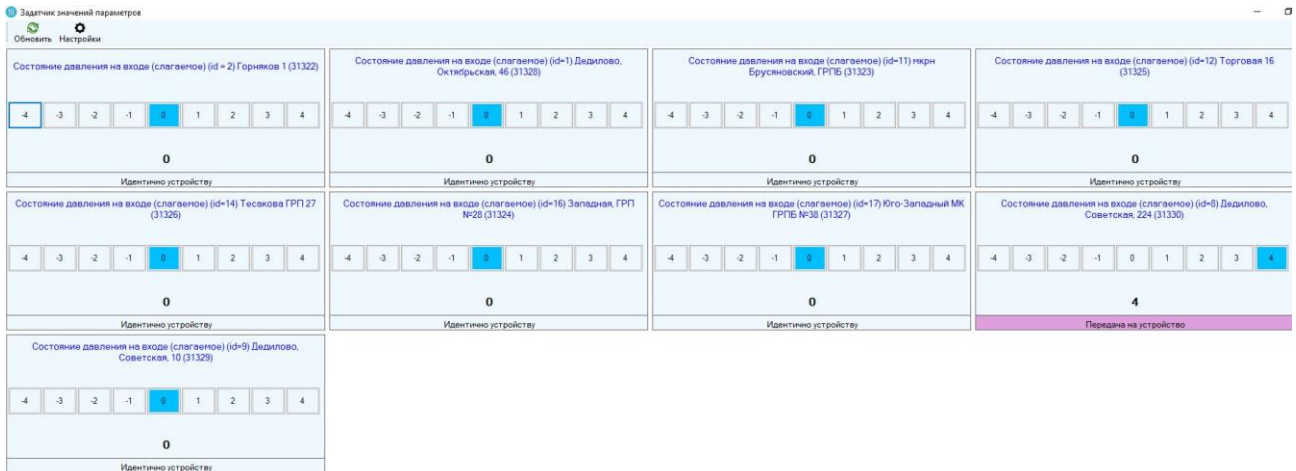 Задатчик значений параметров
Обновить Настройки
Состояние давления на входе (слагаемое) (id = 2) Горняков 1 (31322)
-4 -3 -2 -1 0 1 2 3 4
0
Идентично устройству
Состояние давления на входе (слагаемое) (id=1) Дедилово,
Октябрьская, 46 (31328)
-4 -3 -2 -1 0 1 2 3 4
0
Идентично устройству
Состояние давления на входе (слагаемое) (id=11) мкрн
Брусяновский, ГРПБ (31323)
-4 -3 -2 -1 0 1 2 3 4
0
Идентично устройству
Состояние давления на входе (слагаемое) (id=12) Торговая 16
(31325)
-4 -3 -2 -1 0 1 2 3 4
0
Идентично устройству
Состояние давления на входе (слагаемое) (id=14) Тесакова ГРП 27
(31326)
-4 -3 -2 -1 0 1 2 3 4
0
Идентично устройству
Состояние давления на входе (слагаемое) (id=16) Западная, ГРП
№28 (31324)
-4 -3 -2 -1 0 1 2 3 4
0
Идентично устройству
Состояние давления на входе (слагаемое) (id=17) Юго-Западный МК
ГРПБ №38 (31327)
-4 -3 -2 -1 0 1 2 3 4
0
Идентично устройству
Состояние давления на входе (слагаемое) (id=8) Дедилово,
Советская, 224 (31330)
-4 -3 -2 -1 0 1 2 3 4
4
Передача на устройство
Состояние давления на входе (слагаемое) (id=9) Дедилово,
Советская, 10 (31329)
-4 -3 -2 -1 0 1 2 3 4
0
Идентично устройству